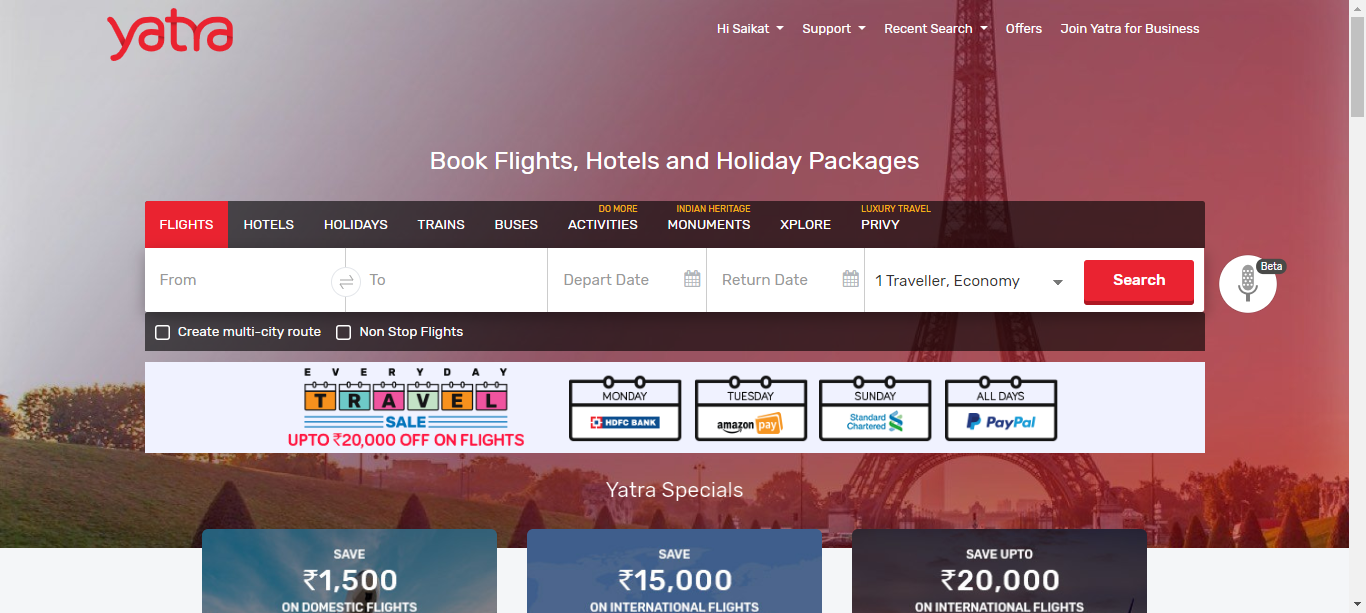 yatra
Hi Saikat Support Recent Search Offers Join Yatra for Business
Book Flights, Hotels and Holiday Packages
DO MORE INDIAN HERITAGE LUXURY TRAVEL
FLIGHTS HOTELS HOLIDAYS TRAINS BUSES ACTIVITIES MONUMENTS XPLORE PRIVY
From To Depart Date Return Date 1 Traveller, Economy Search
Beta
Create multi-city route Non Stop Flights
EVERYDAY
TRAVEL
SALE
UPTO ₹20,000 OFF ON FLIGHTS
MONDAY
HDFC BANK
TUESDAY
amazon pay
SUNDAY
Standard
Chartered
ALL DAYS
PayPal
Yatra Specials
SAVE
₹1,500
ON DOMESTIC FLIGHTS
SAVE
₹15,000
ON INTERNATIONAL FLIGHTS
SAVE UPTO
₹20,000
ON INTERNATIONAL FLIGHTS